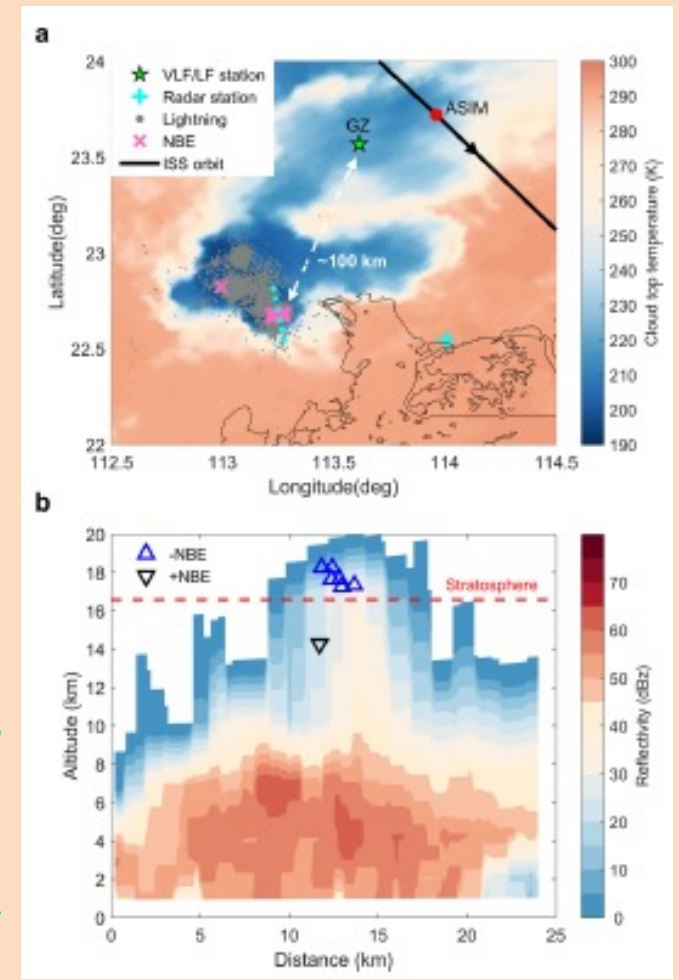 a
24
23.5
23
22.5
22
Latitude(deg)
VLF/LF station
Radar station
Lightning
NBE
ISS orbit
GZ
ASIM
~100 km
112.5 113 113.5 114 114.5
Longitude(deg)
300
290
280
270
260
250
240
230
220
210
200
190
Cloud top temperature (K)
b
20
18
16
14
12
10
8
6
4
2
0
Altitude (km)
-NBE
+NBE
Stratosphere
0 5 10 15 20 25
Distance (km)
70
60
50
40
30
20
10
0
Reflectivity (dBz)